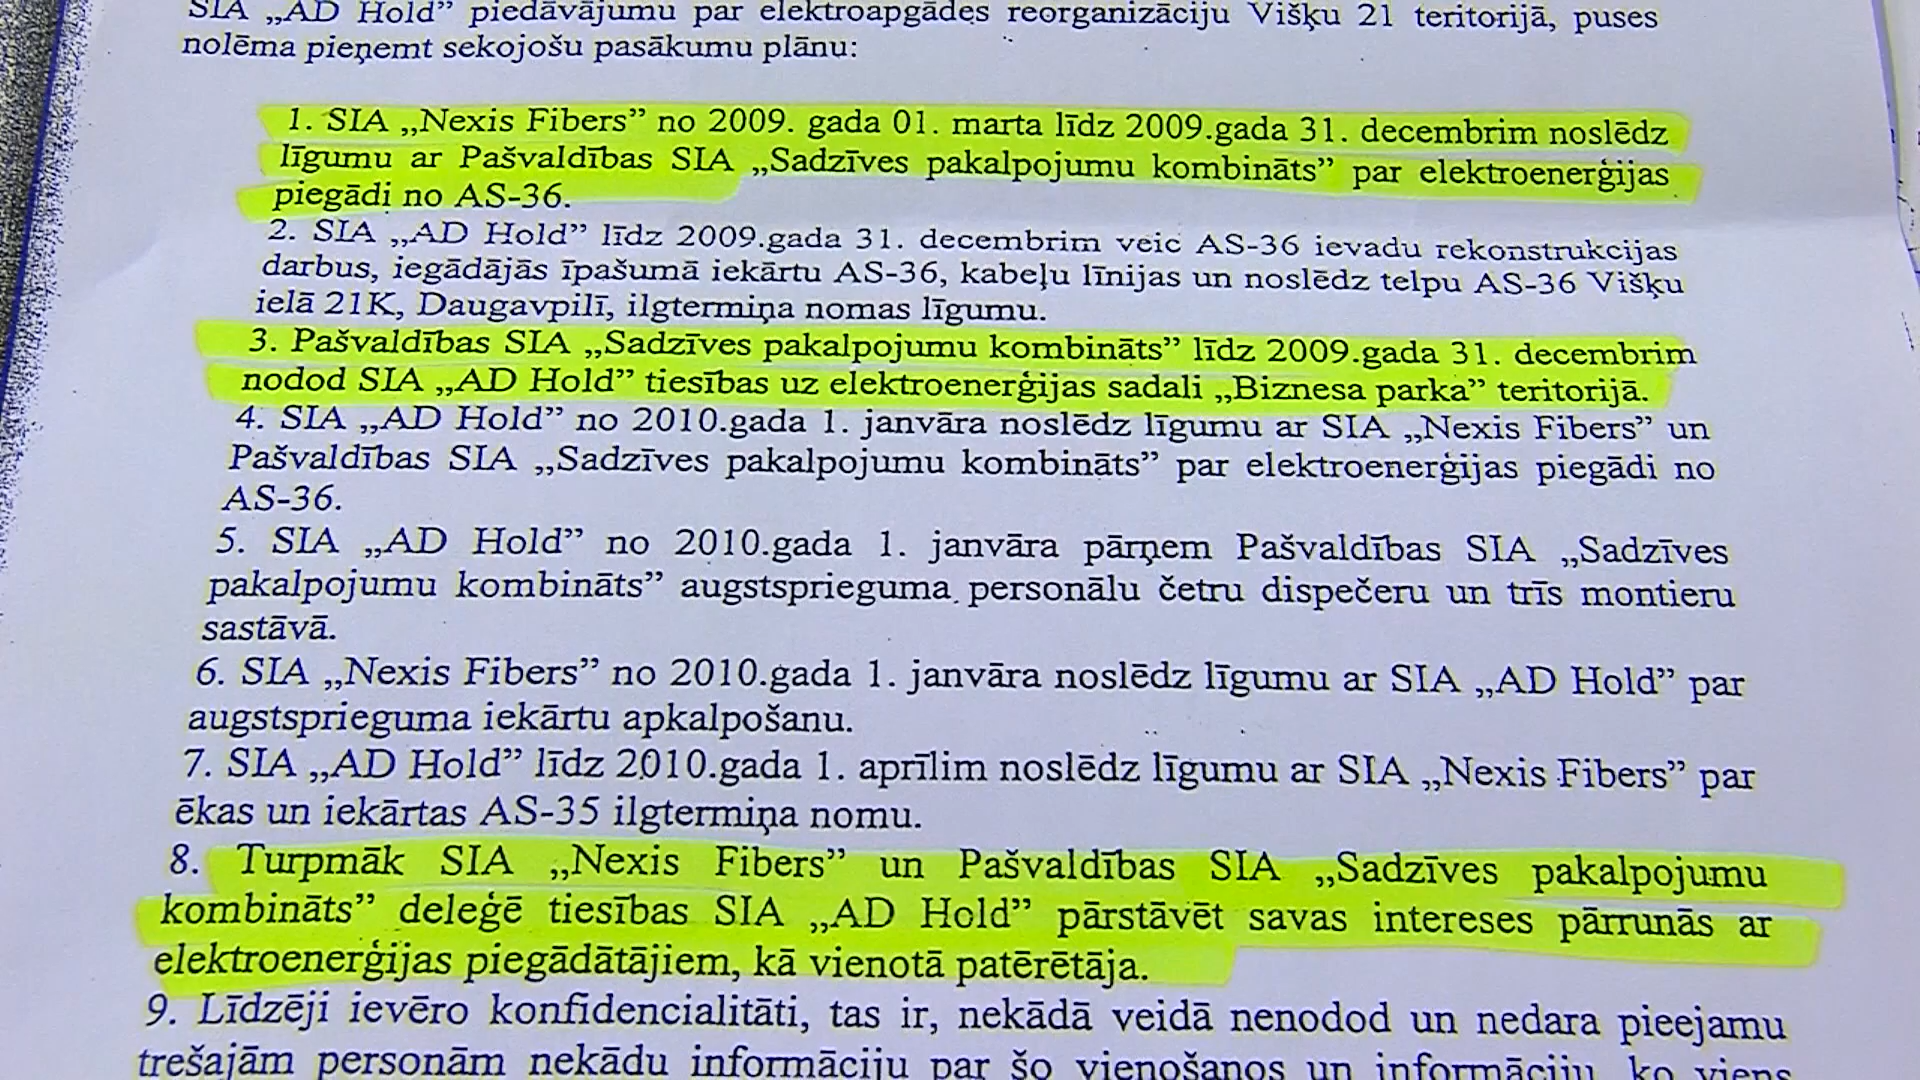 SIA „AD Hold” piedāvājumu par elektroapgādes reorganizāciju Višķu 21 teritorijā, puses
nolēma pieņemt sekojošu pasākumu plānu:
1. SIA „Nexis Fibers” no 2009. gada 01. marta līdz 2009.gada 31. decembrim noslēdz
līgumu ar Pašvaldības SIA „Sadzīves pakalpojumu kombināts” par elektroenerģijas
piegādi no AS-36.
2. SIA „AD Hold” līdz 2009.gada 31. decembrim veic AS-36 ievadu rekonstrukcijas
darbus, iegādājās īpašumā iekārtu AS-36, kabeļu līnijas un noslēdz telpu AS-36 Višķu
ielā 21K, Daugavpilī, ilgtermiņa nomas līgumu.
3. Pašvaldības SIA „Sadzīves pakalpojumu kombināts” līdz 2009.gada 31. decembrim
nodod SIA „AD Hold” tiesības uz elektroenerģijas sadali „Biznesa parka” teritorijā.
4. SIA „AD Hold” no 2010.gada 1. janvāra noslēdz līgumu ar SIA „Nexis Fibers” un
Pašvaldības SIA „Sadzīves pakalpojumu kombināts” par elektroenerģijas piegādi no
AS-36.
5. SIA „AD Hold” no 2010.gada 1. janvāra pārņem Pašvaldības SIA „Sadzīves
pakalpojumu kombināts” augstsprieguma personālu četru dispečeru un trīs montieru
sastāvā.
6. SIA „Nexis Fibers” no 2010.gada 1. janvāra noslēdz līgumu ar SIA „AD Hold” par
augstsprieguma iekārtu apkalpošanu.
7. SIA „AD Hold” līdz 2010.gada 1. aprīlim noslēdz līgumu ar SIA „Nexis Fibers” par
ēkas un iekārtas AS-35 ilgtermiņa nomu.
8. Turpmāk SIA „Nexis Fibers” un Pašvaldības SIA „Sadzīves pakalpojumu
kombināts” deleģē tiesības SIA „AD Hold” pārstāvēt savas intereses pārrunās ar
elektroenerģijas piegādātājiem, kā vienotā patērētāja.
9. Līdzēji ievēro konfidencialitāti, tas ir, nekādā veidā nenodod un nedara pieejamu
trešajām personām nekādu informāciju par šo vienošanos un informāciju, ko viens